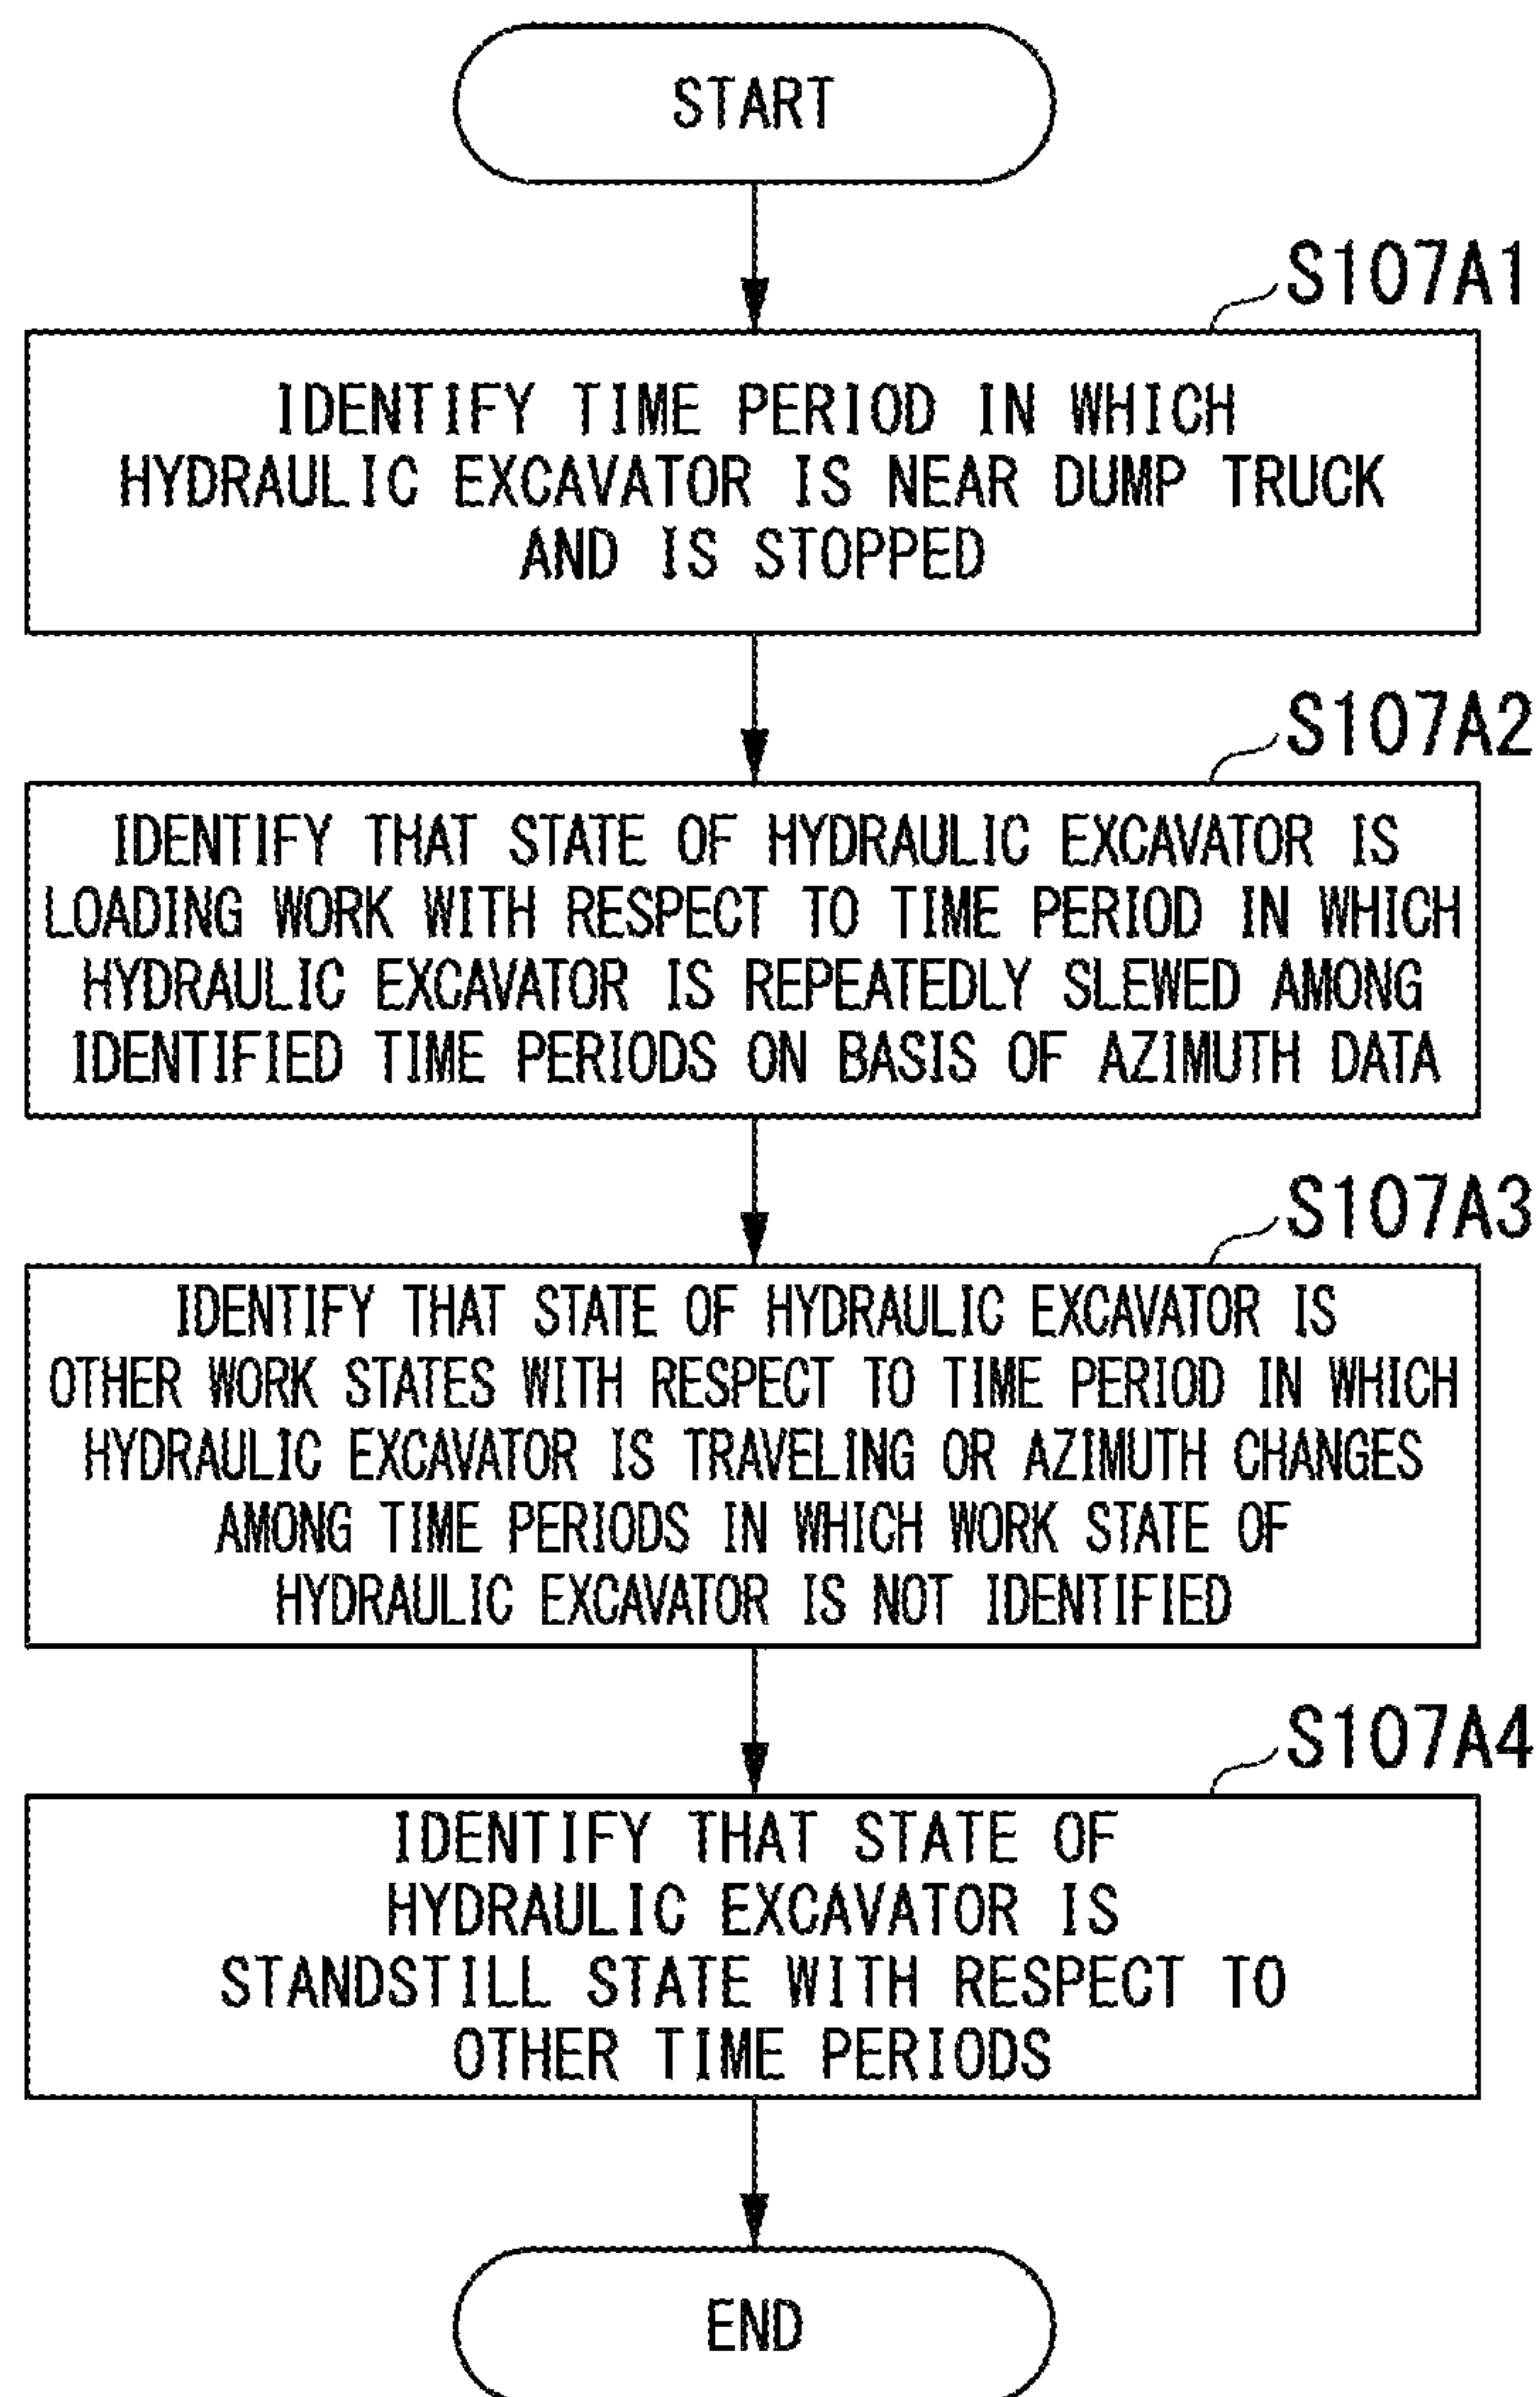 START
S107A1
IDENTIFY TIME PERIOD IN WHICH
HYDRAULIC EXCAVATOR IS NEAR DUMP TRUCK
AND IS STOPPED
S107A2
IDENTIFY THAT STATE OF HYDRAULIC EXCAVATOR IS
LOADING WORK WITH RESPECT TO TIME PERIOD IN WHICH
HYDRAULIC EXCAVATOR IS REPEATEDLY SLEWED AMONG
IDENTIFIED TIME PERIODS ON BASIS OF AZIMUTH DATA
S107A3
IDENTIFY THAT STATE OF HYDRAULIC EXCAVATOR IS
OTHER WORK STATES WITH RESPECT TO TIME PERIOD IN WHICH
HYDRAULIC EXCAVATOR IS TRAVELING OR AZIMUTH CHANGES
AMONG TIME PERIODS IN WHICH WORK STATE OF
HYDRAULIC EXCAVATOR IS NOT IDENTIFIED
S107A4
IDENTIFY THAT STATE OF
HYDRAULIC EXCAVATOR IS
STANDSTILL STATE WITH RESPECT TO
OTHER TIME PERIODS
END